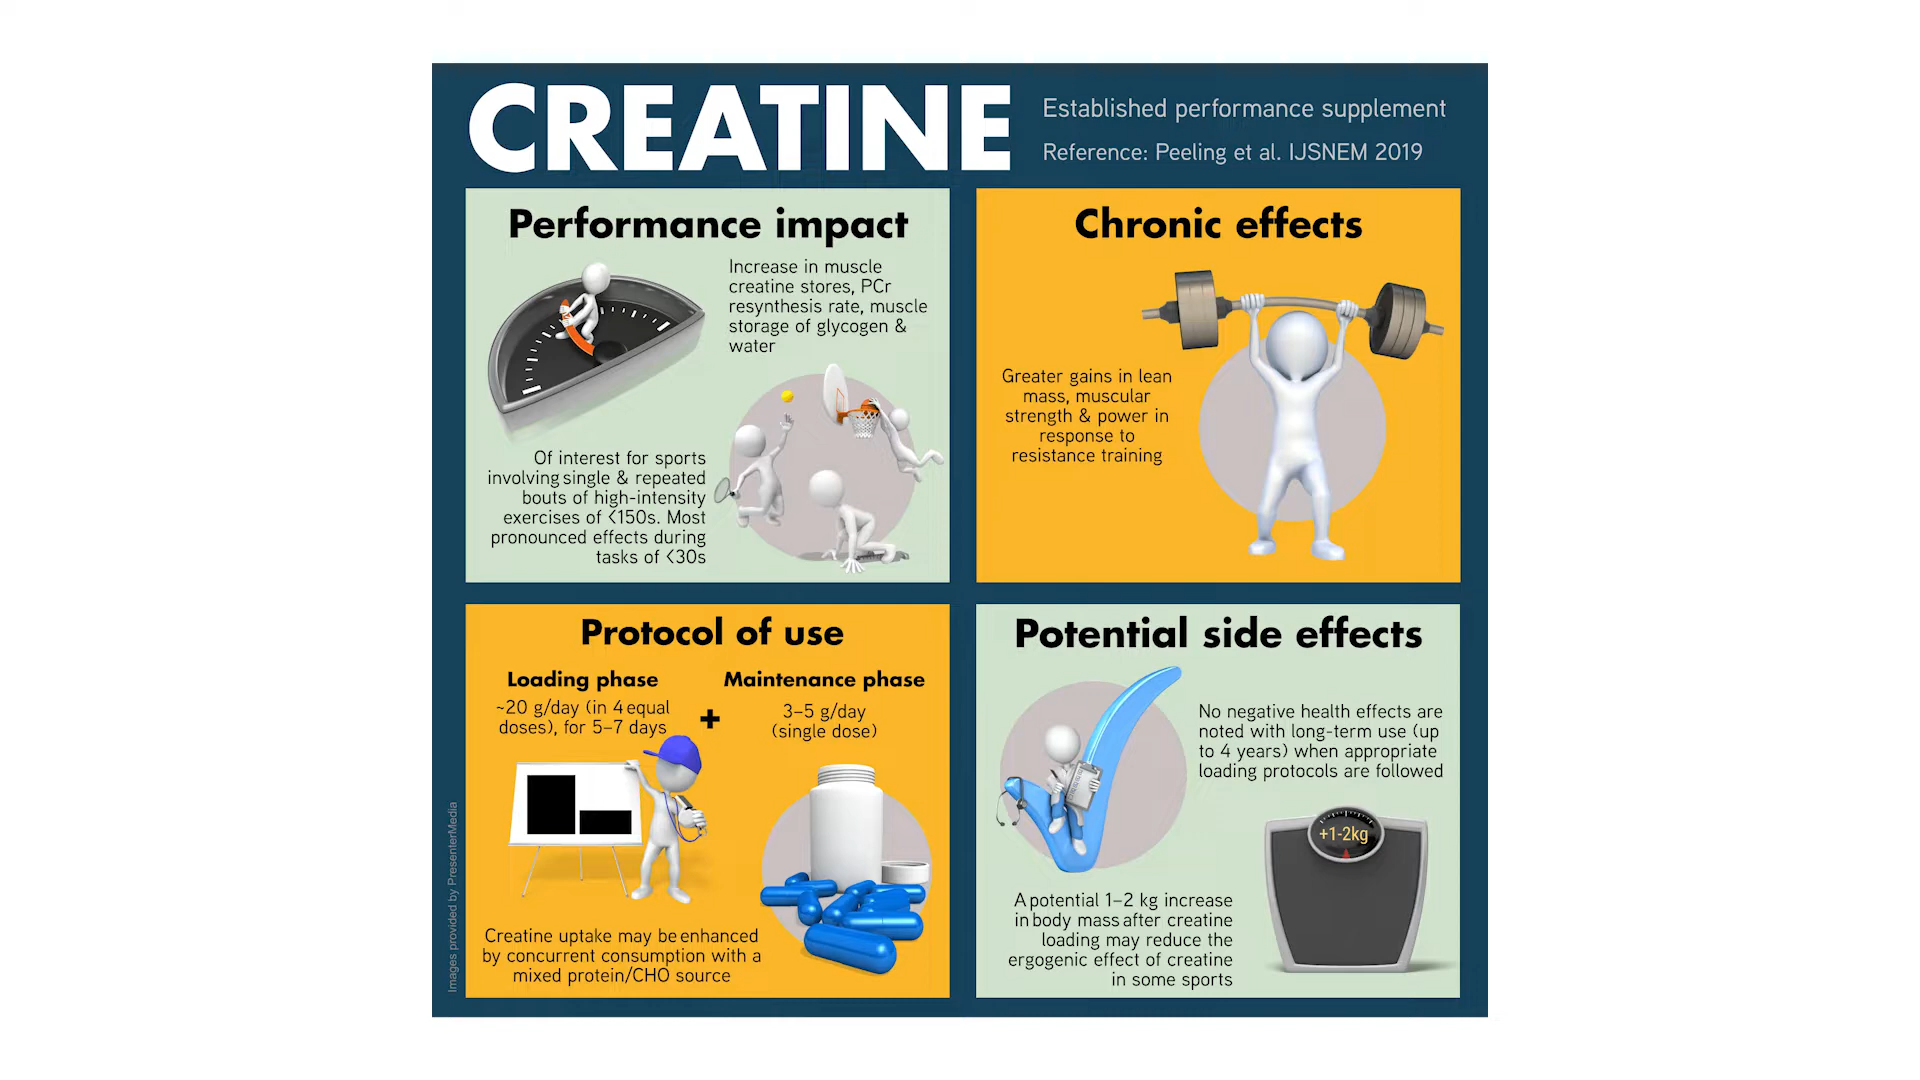 CREATINE
Established performance supplement
Reference: Peeling et al. IJSNEM 2019
Performance impact
Increase in muscle
creatine stores, PCr
resynthesis rate, muscle
storage of glycogen &
water
Of interest for sports
involving single & repeated
bouts of high-intensity
exercises of <150s. Most
pronounced effects during
tasks of <30s
Chronic effects
Greater gains in lean
mass, muscular
strength & power in
response to
resistance training
Protocol of use
Loading phase
~20 g/day (in 4 equal
doses), for 5–7 days
+
Maintenance phase
3–5 g/day
(single dose)
Creatine uptake may be enhanced
by concurrent consumption with a
mixed protein/CHO source
Potential side effects
No negative health effects are
noted with long-term use (up
to 4 years) when appropriate
loading protocols are followed
+1-2kg
A potential 1–2 kg increase
in body mass after creatine
loading may reduce the
ergogenic effect of creatine
in some sports
Images provided by PresenterMedia